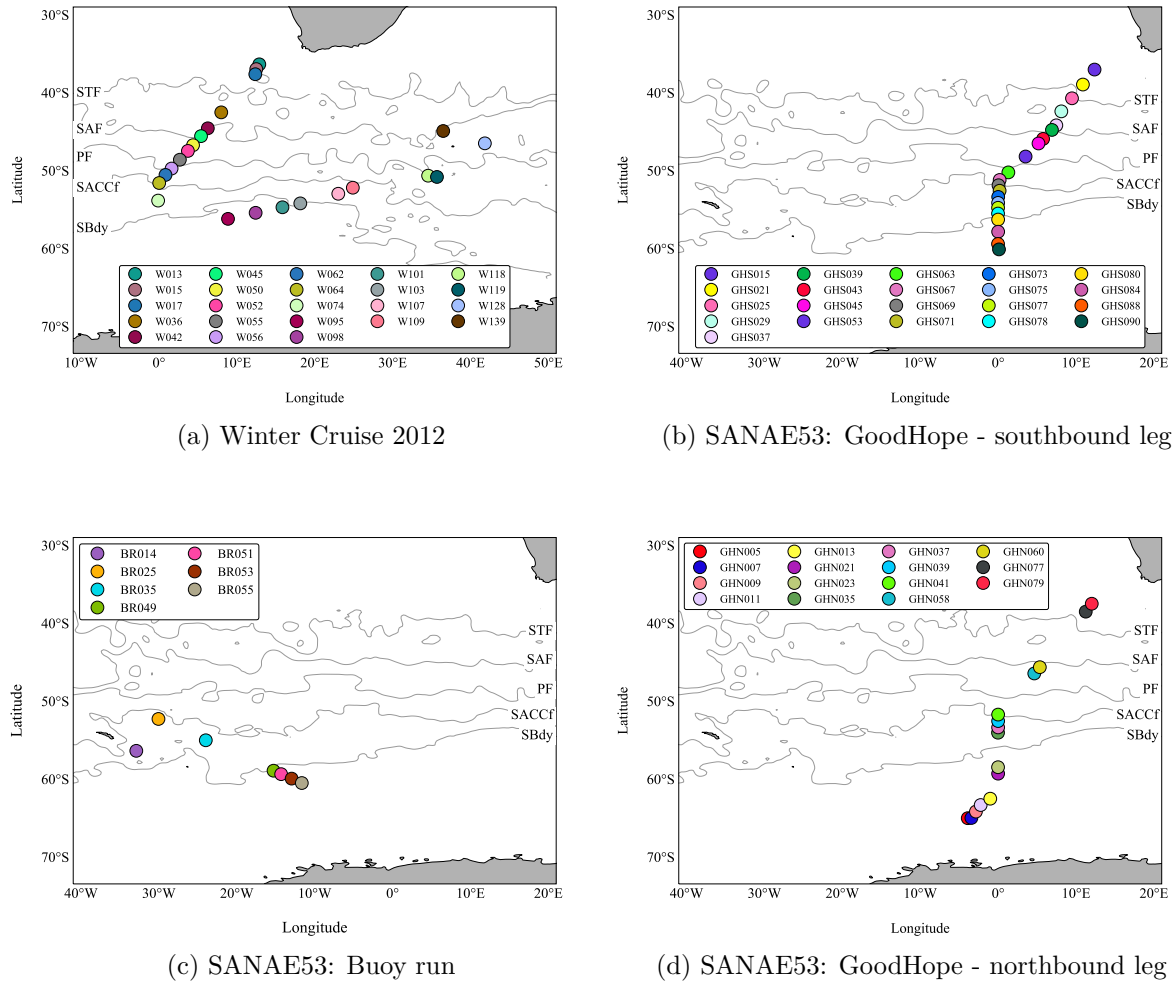 30°S
40°S
50°S
60°S
70°S
Latitude
STF
SAF
PF
SACCf
SBdy
W013 W045 W062 W101 W118
W015 W050 W064 W103 W119
W017 W052 W074 W107 W128
W036 W055 W095 W109 W139
W042 W056 W098
10°W 0° 10°E 20°E 30°E 40°E 50°E
Longitude
(a) Winter Cruise 2012
30°S
40°S
50°S
60°S
70°S
Latitude
STF
SAF
PF
SACCf
SBdy
GHS015 GHS039 GHS063 GHS073 GHS080
GHS021 GHS043 GHS067 GHS075 GHS084
GHS025 GHS045 GHS069 GHS077 GHS088
GHS029 GHS053 GHS071 GHS078 GHS090
GHS037
40°W 30°W 20°W 10°W 0° 10°E 20°E
Longitude
(b) SANAE53: GoodHope - southbound leg
30°S
40°S
50°S
60°S
70°S
Latitude
BR014 BR051
BR025 BR053
BR035 BR055
BR049
STF
SAF
PF
SACCf
SBdy
40°W 30°W 20°W 10°W 0° 10°E 20°E
Longitude
(c) SANAE53: Buoy run
30°S
40°S
50°S
60°S
70°S
Latitude
GHN005 GHN013 GHN037 GHN060
GHN007 GHN021 GHN039 GHN077
GHN009 GHN023 GHN041 GHN079
GHN011 GHN035 GHN058
STF
SAF
PF
SACCf
SBdy
40°W 30°W 20°W 10°W 0° 10°E 20°E
Longitude
(d) SANAE53: GoodHope - northbound leg